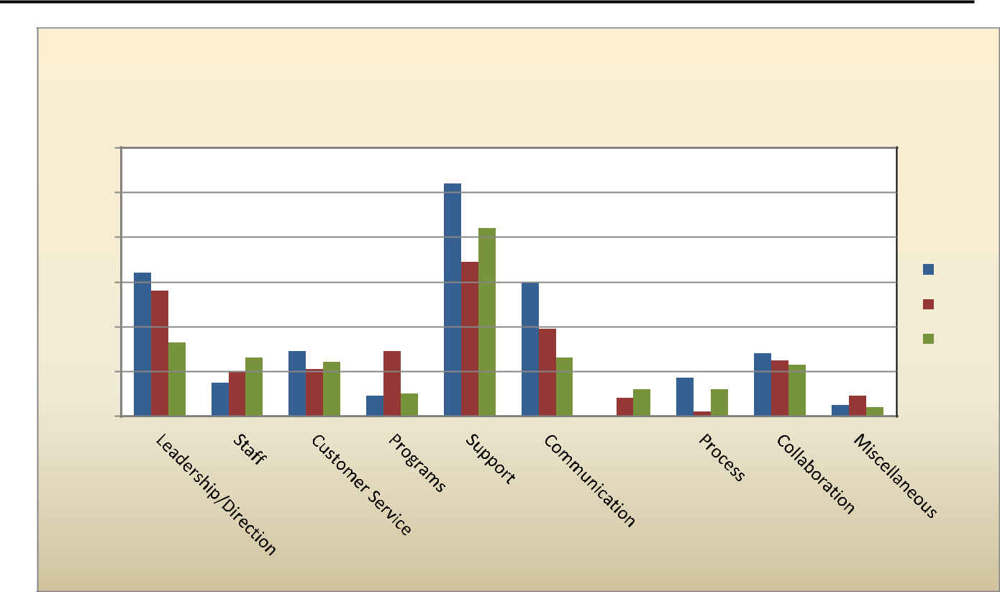 Leadership/Direction
Staff
Customer Service
Programs
Support
Communication
Process
Collaboration
Miscellaneous